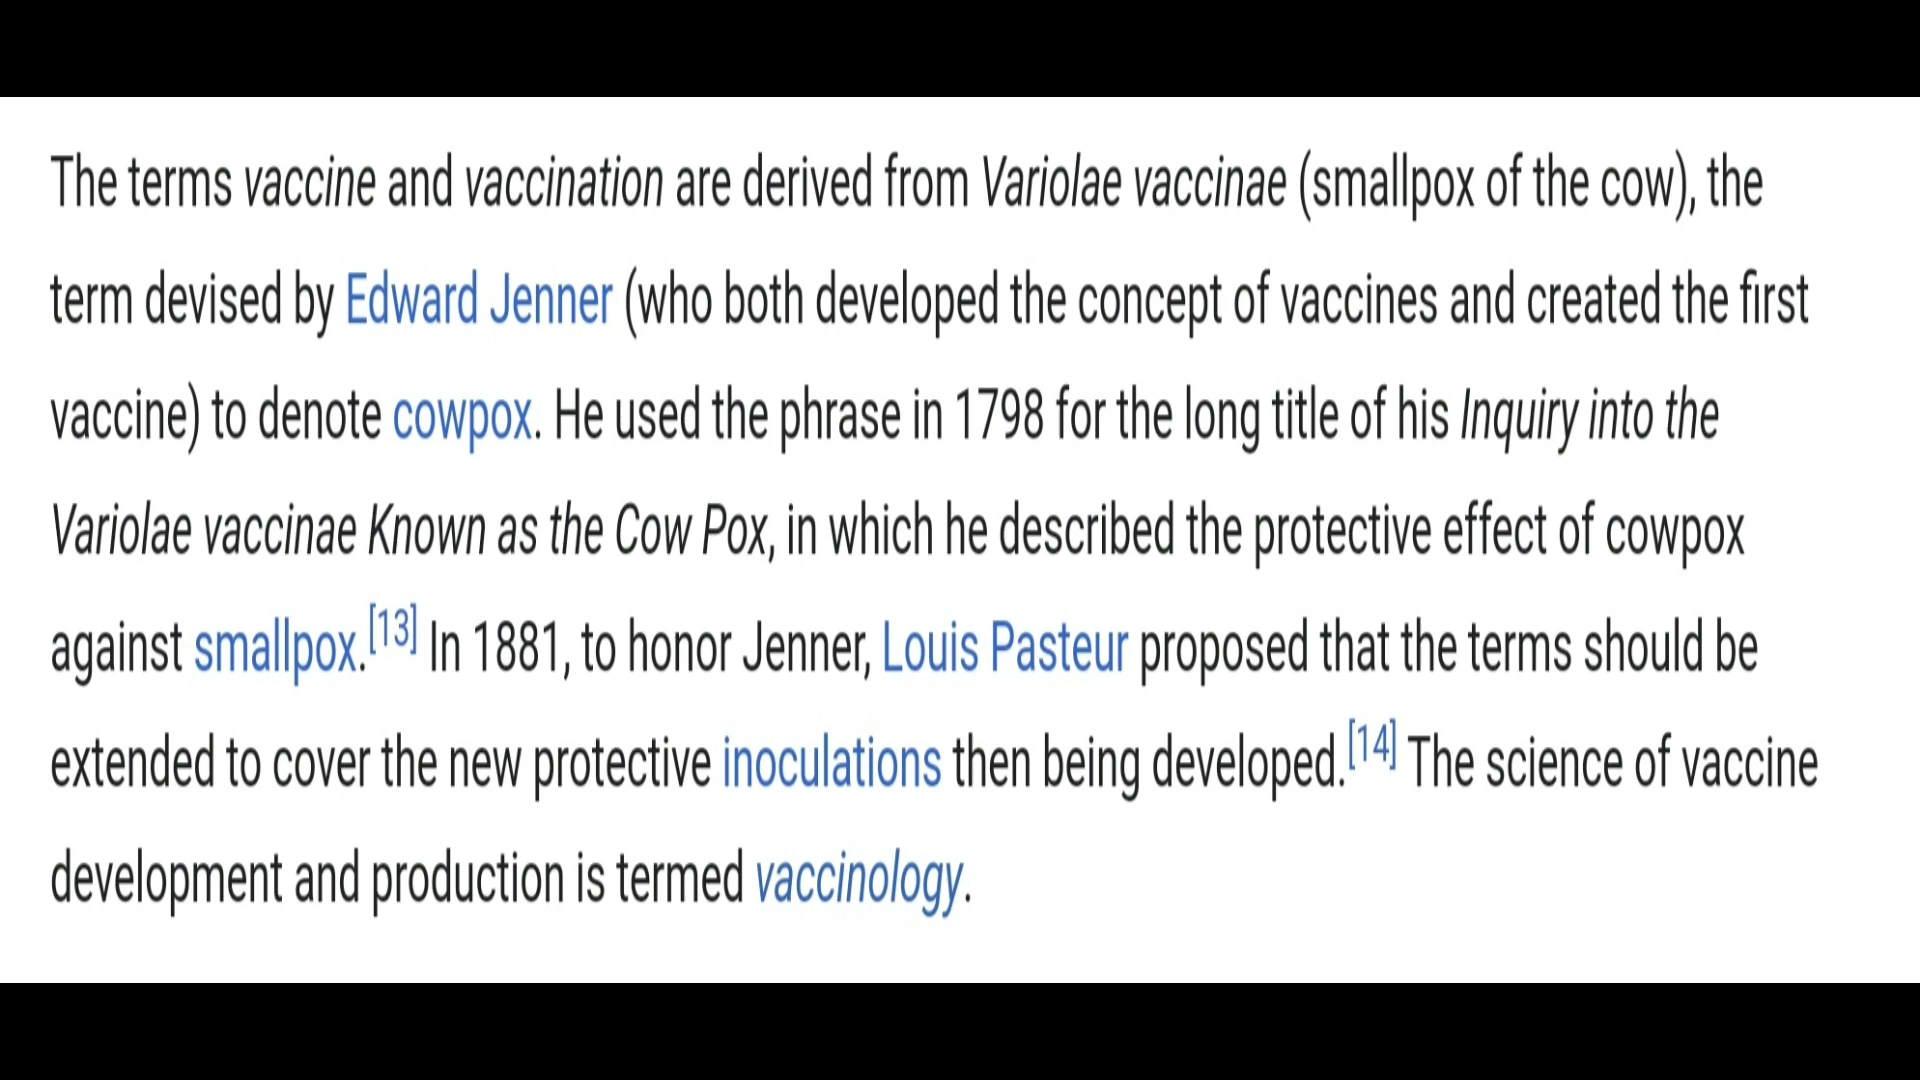 The terms vaccine and vaccination are derived from Variolae vaccinae (smallpox of the cow), the
term devised by Edward Jenner (who both developed the concept of vaccines and created the first
vaccine) to denote cowpox. He used the phrase in 1798 for the long title of his Inquiry into the
Variolae vaccinae Known as the Cow Pox, in which he described the protective effect of cowpox
against smallpox.[13] In 1881, to honor Jenner, Louis Pasteur proposed that the terms should be
extended to cover the new protective inoculations then being developed.[14] The science of vaccine
development and production is termed vaccinology.